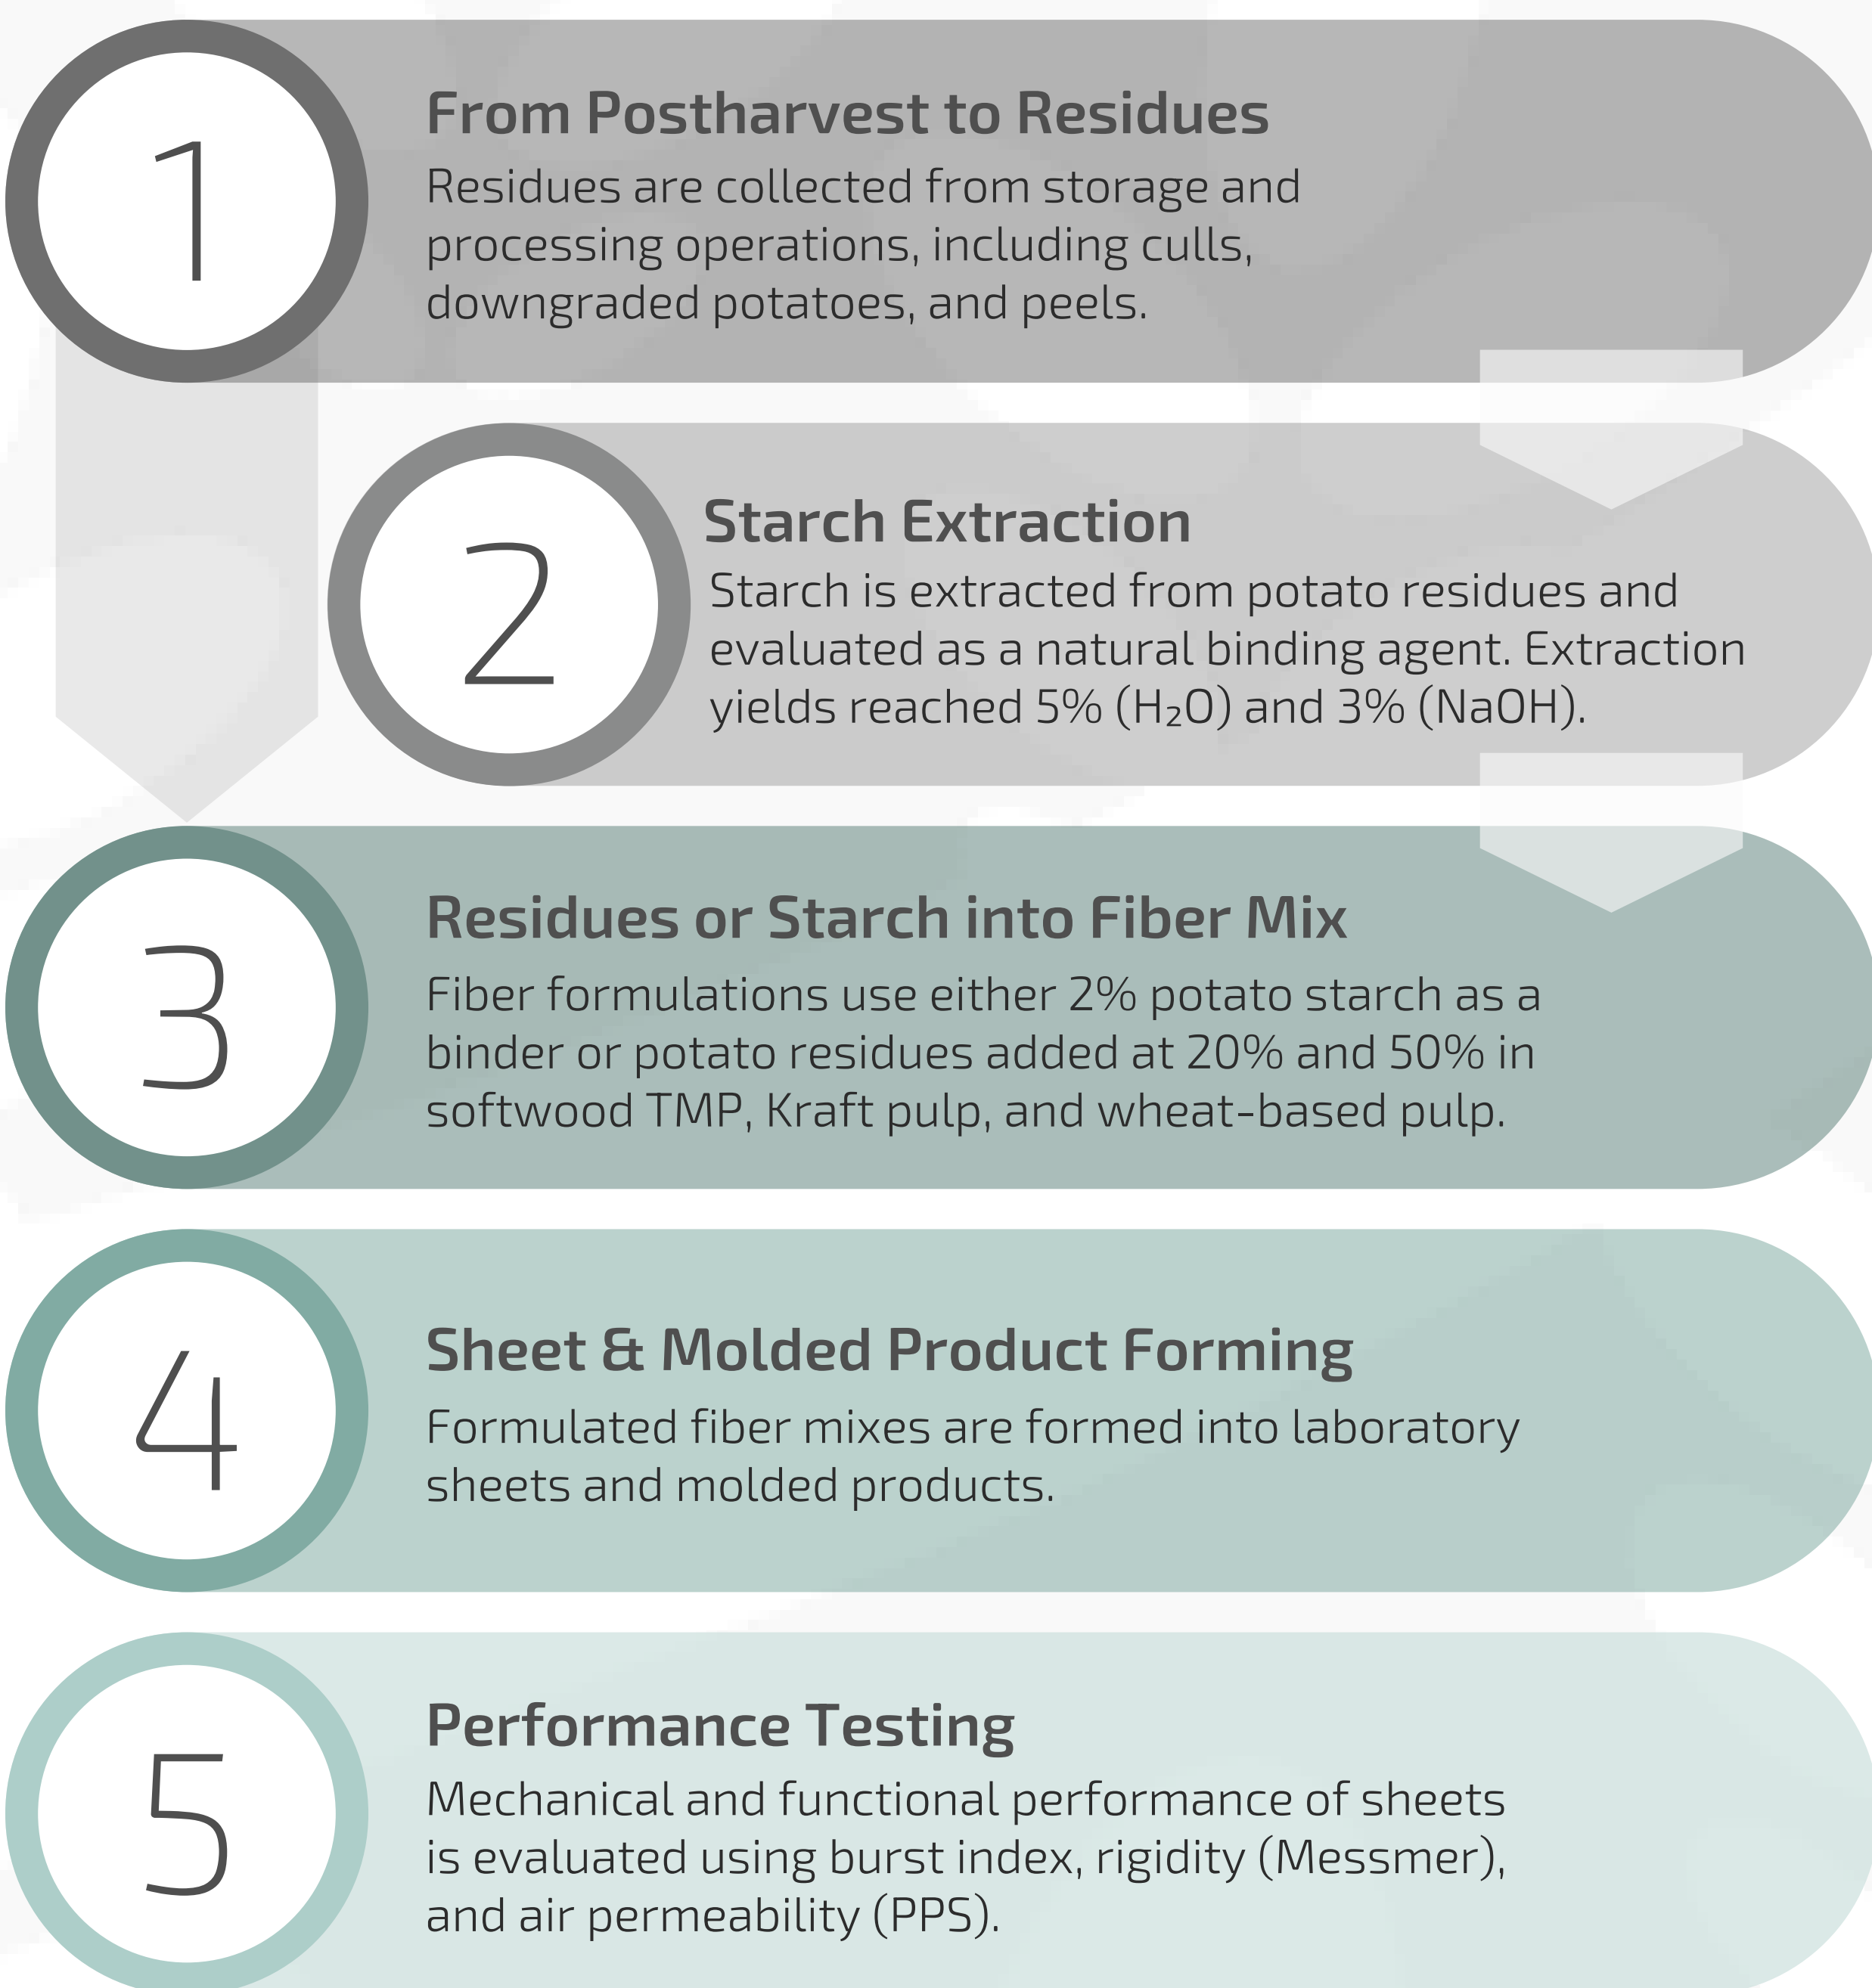 1
From Postharvest to Residues
Residues are collected from storage and
processing operations, including culls,
downgraded potatoes, and peels.
2
Starch Extraction
Starch is extracted from potato residues and
evaluated as a natural binding agent. Extraction
yields reached 5% (H₂O) and 3% (NaOH).
3
Residues or Starch into Fiber Mix
Fiber formulations use either 2% potato starch as a
binder or potato residues added at 20% and 50% in
softwood TMP, Kraft pulp, and wheat-based pulp.
4
Sheet & Molded Product Forming
Formulated fiber mixes are formed into laboratory
sheets and molded products.
5
Performance Testing
Mechanical and functional performance of sheets
is evaluated using burst index, rigidity (Messmer),
and air permeability (PPS).